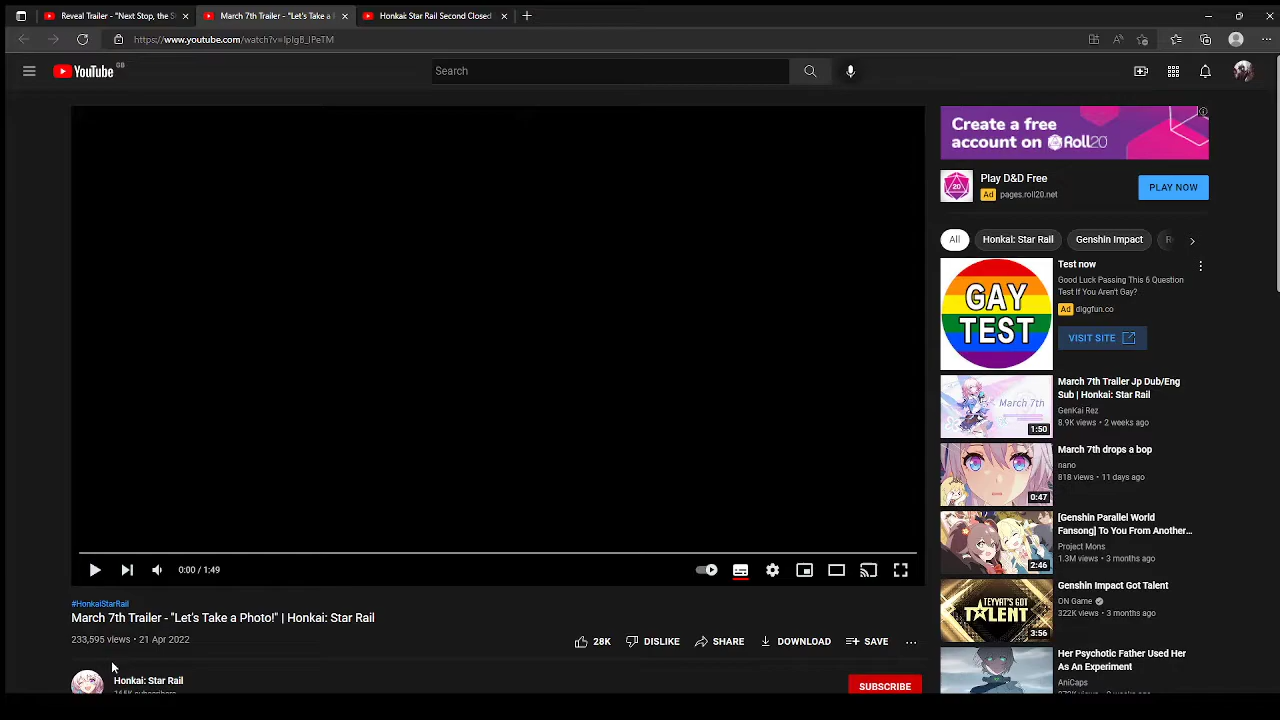 Reveal Trailer - "Next Stop, the S
March 7th Trailer - "Let's Take a
Honkai: Star Rail Second Closed
https://www.youtube.com/watch?v=lplg8_lPeTM
YouTube GB
Search
Create a free
account on Roll20
Play D&D Free
Ad pages.roll20.net
PLAY NOW
All
Honkai: Star Rail
Genshin Impact
GAY
TEST
Test now
Good Luck Passing This 6 Question
Test If You Aren't Gay?
Ad diggfun.co
VISIT SITE
March 7th
1:50
March 7th Trailer Jp Dub/Eng
Sub | Honkai: Star Rail
GenKai Rez
8.9K views • 2 weeks ago
0:47
March 7th drops a bop
nano
818 views • 11 days ago
2:46
[Genshin Parallel World
Fansong] To You From Another...
Project Mons
1.3M views • 3 months ago
TEYVAT'S GOT
TALENT
3:56
Genshin Impact Got Talent
ON Game
322K views • 3 months ago
Her Psychotic Father Used Her
As An Experiment
AniCaps
0:00 / 1:49
#HonkaiStarRail
March 7th Trailer - "Let's Take a Photo!" | Honkai: Star Rail
233,595 views • 21 Apr 2022
28K
DISLIKE
SHARE
DOWNLOAD
SAVE
Honkai: Star Rail
SUBSCRIBE